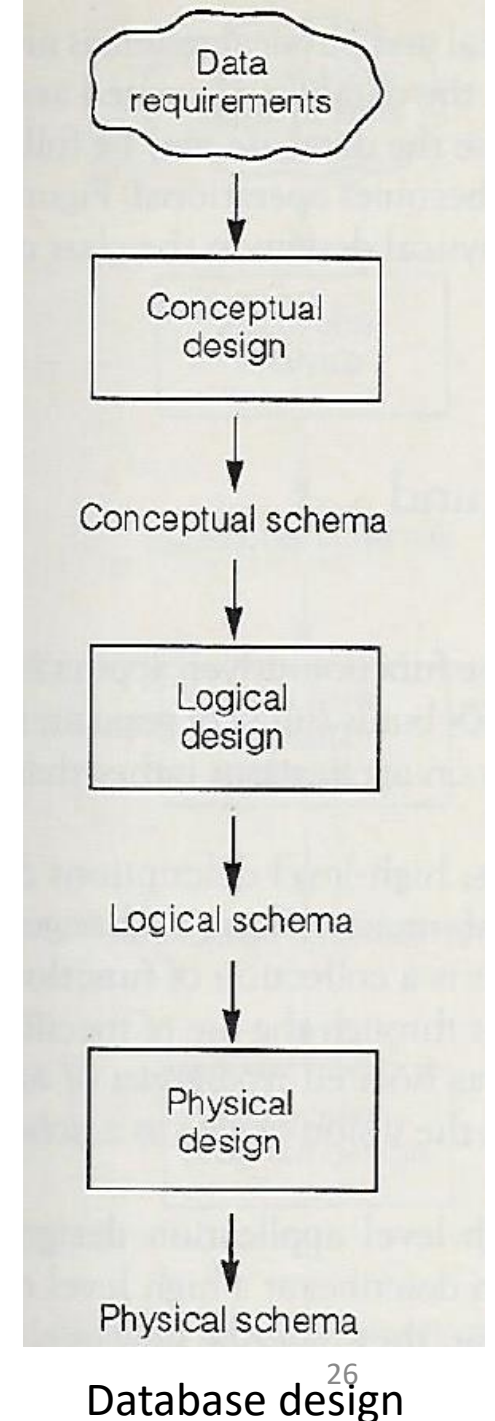 Data
requirements
Conceptual
design
Conceptual schema
Logical
design
Logical schema
Physical
design
Physical schema
26
Database design